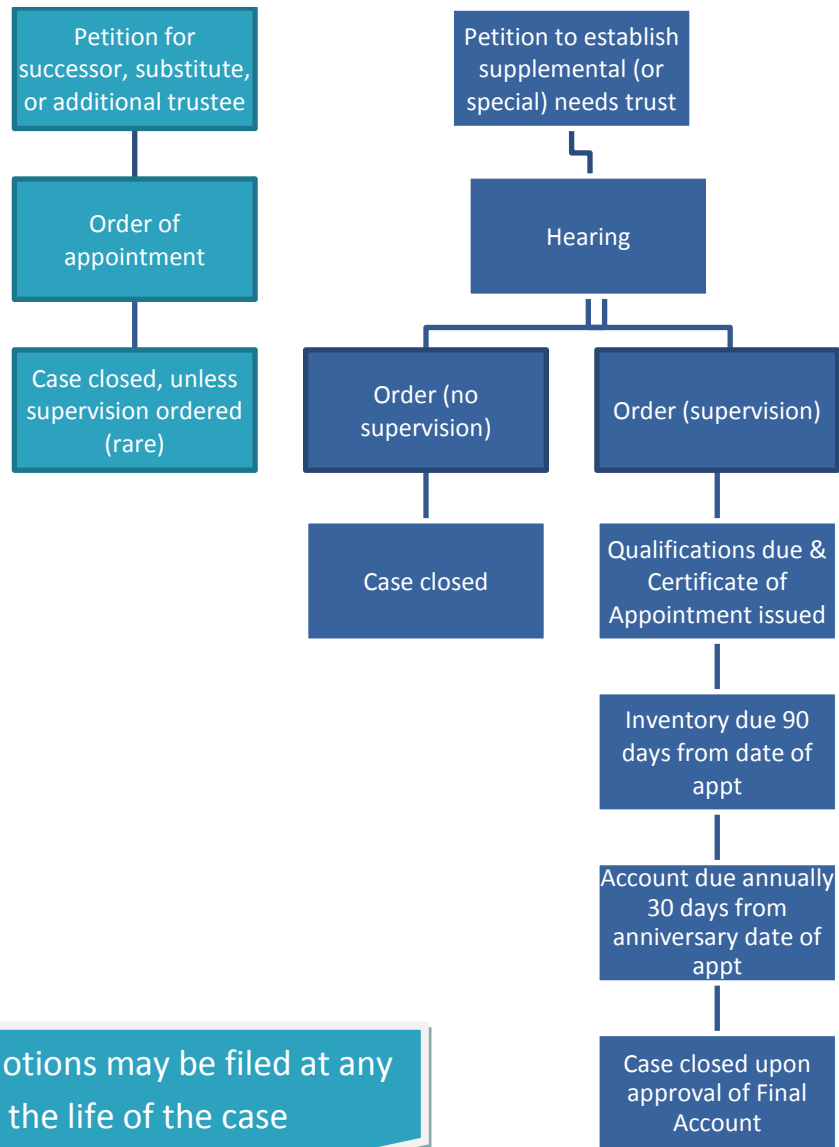 Petition for
successor, substitute,
or additional trustee
Order of
appointment
Case closed, unless
supervision ordered
(rare)
Petition to establish
supplemental (or
special) needs trust
Hearing
Order (no
supervision)
Case closed
Order (supervision)
Qualifications due &
Certificate of
Appointment issued
Inventory due 90
days from date of
appt
Account due annually
30 days from
anniversary date of
appt
Case closed upon
approval of Final
Account
otions may be filed at any
the life of the case